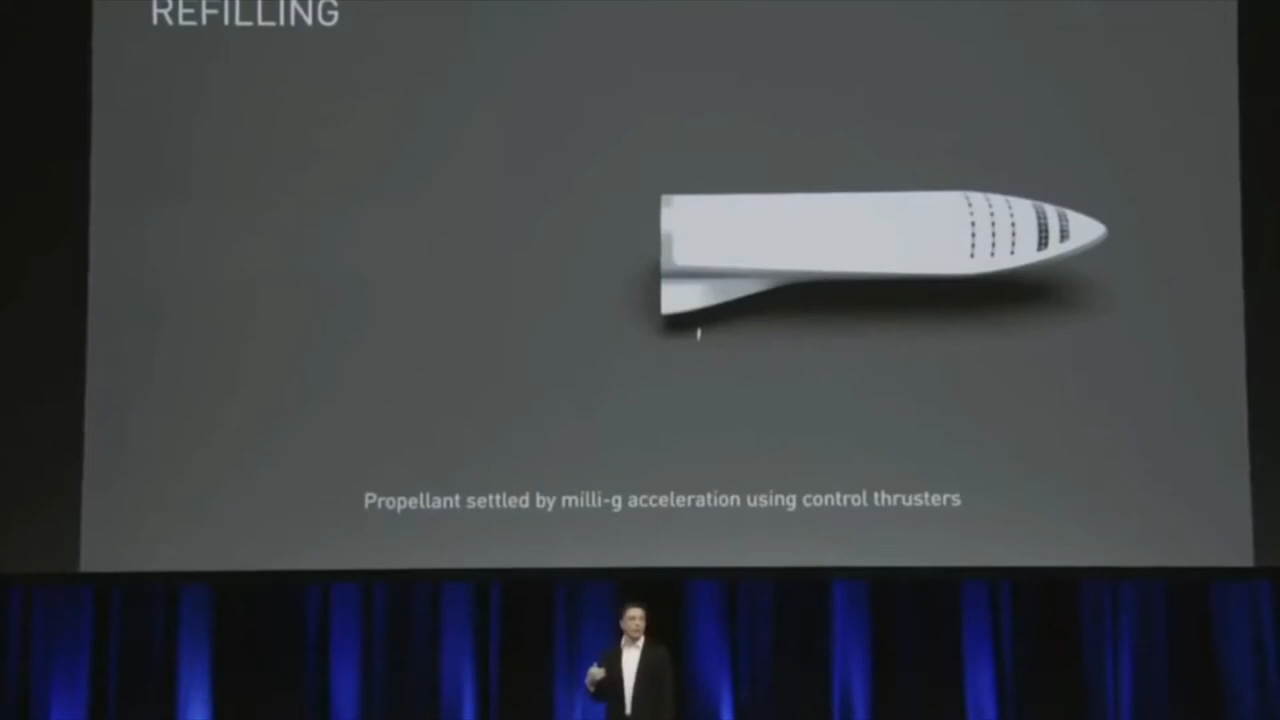 REFILLING
Propellant settled by milli-g acceleration using control thrusters